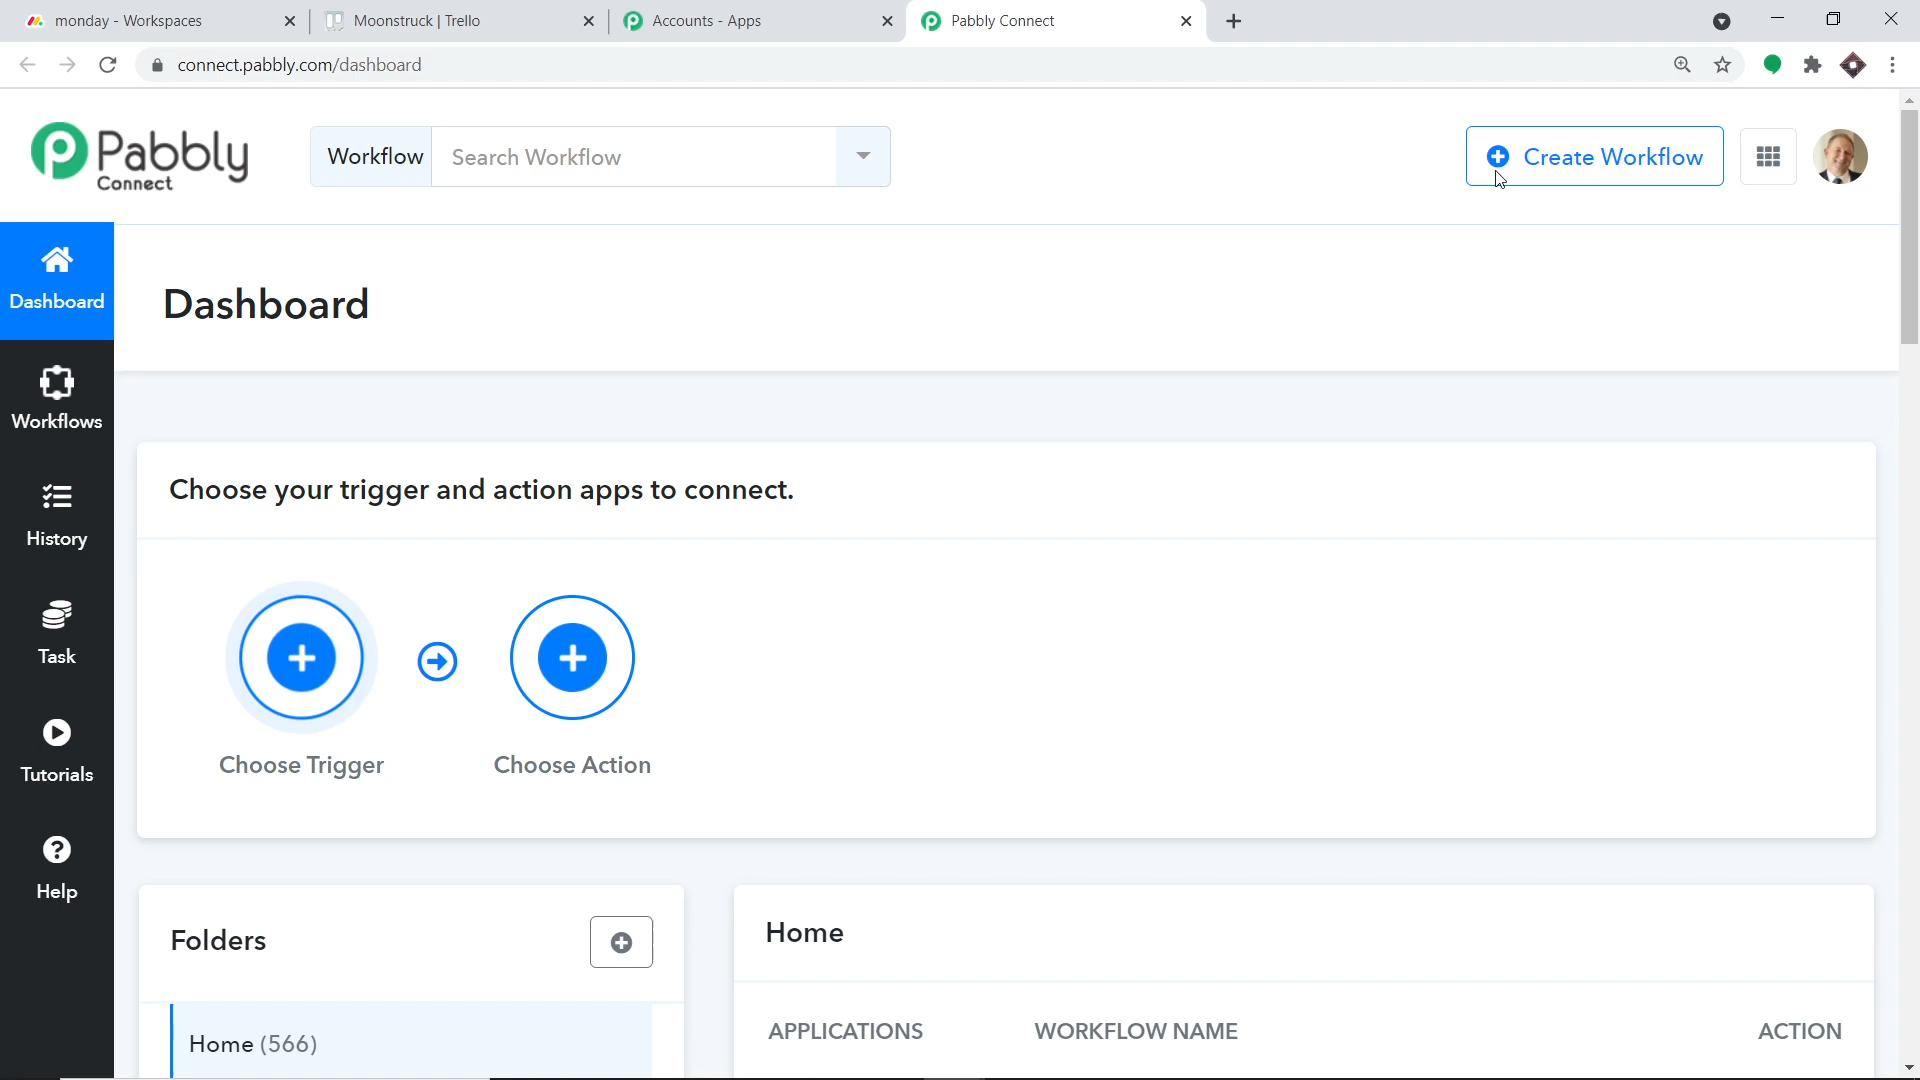 monday - Workspaces
Moonstruck | Trello
Accounts - Apps
Pabbly Connect
connect.pabbly.com/dashboard
Pabbly
Connect
Workflow
Search Workflow
Create Workflow
Dashboard
Dashboard
Workflows
History
Task
Tutorials
Help
Choose your trigger and action apps to connect.
Choose Trigger
Choose Action
Folders
Home (566)
Home
APPLICATIONS
WORKFLOW NAME
ACTION